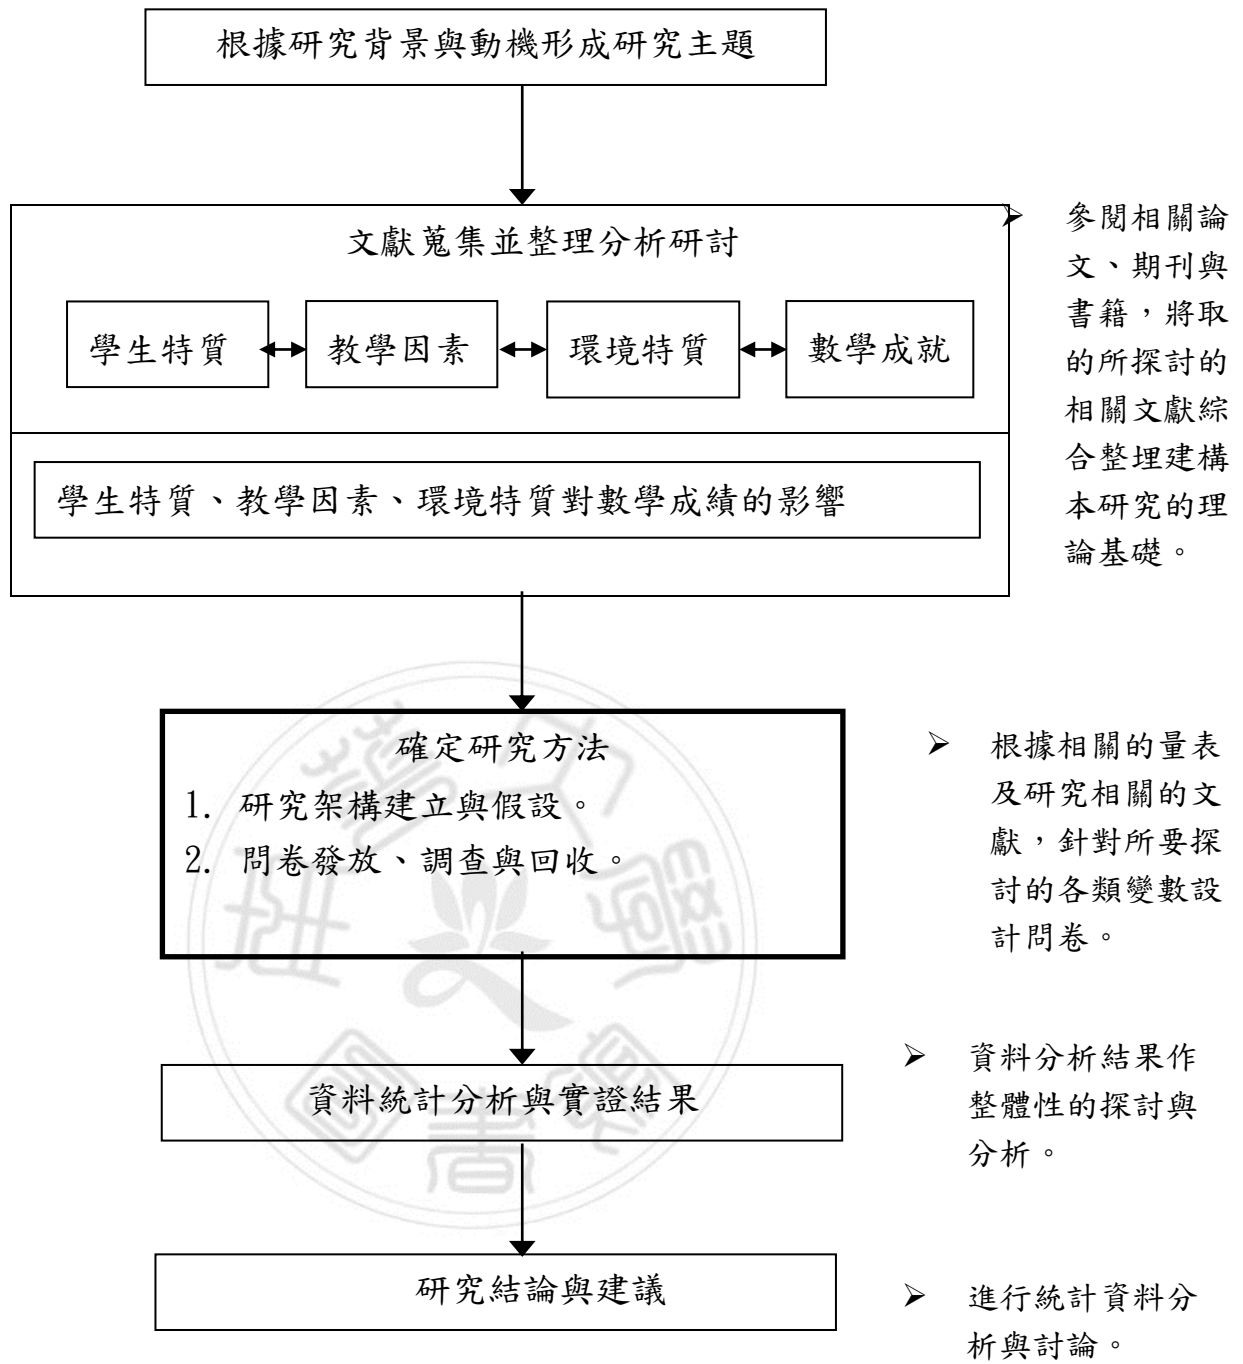 根據研究背景與動機形成研究主題
文獻蒐集並整理分析研討
學生特質
教學因素
環境特質
數學成就
學生特質、教學因素、環境特質對數學成績的影響
➢ 參閱相關論
文、期刊與
書籍，將取
的所探討的
相關文獻綜
合整埋建構
本研究的理
論基礎。
確定研究方法
1. 研究架構建立與假設。
2. 問卷發放、調查與回收。
➢ 根據相關的量表
及研究相關的文
獻，針對所要探
討的各類變數設
計問卷。
資料統計分析與實證結果
➢ 資料分析結果作
整體性的探討與
分析。
研究結論與建議
➢ 進行統計資料分
析與討論。